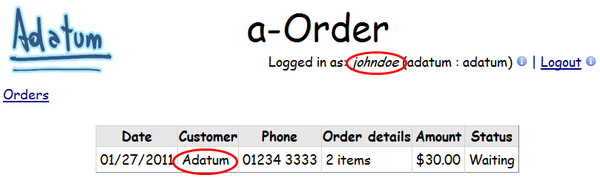 Adatum
a-Order
Logged in as: johndoe (adatum : adatum) | Logout
Orders
Date Customer Phone Order details Amount Status
01/27/2011 Adatum 01234 3333 2 items $30.00 Waiting